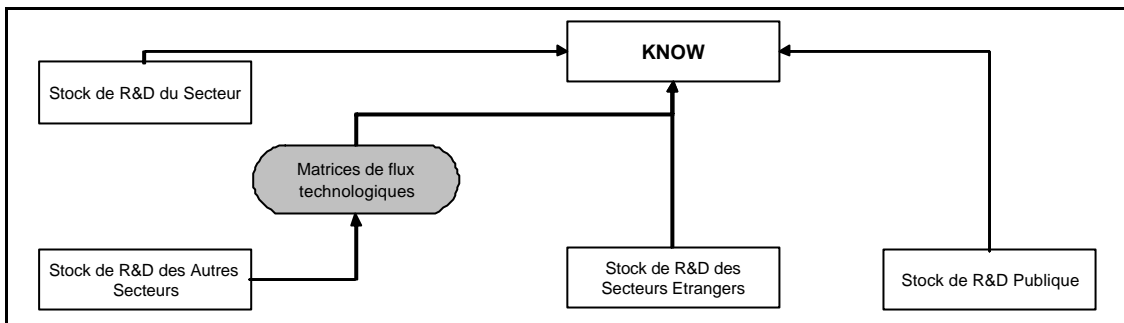 KNOW
Stock de R&D du Secteur
Matrices de flux
technologiques
Stock de R&D des Autres
Secteurs
Stock de R&D des
Secteurs Etrangers
Stock de R&D Publique